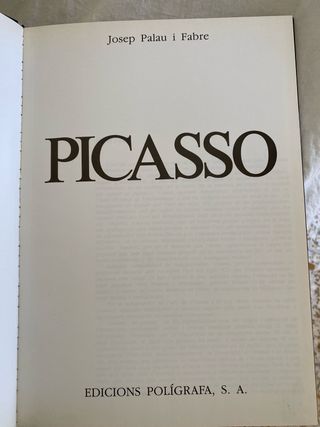 Josep Palau i Fabre
PICASSO
EDICIONS POLÍGRAFA, S. A.